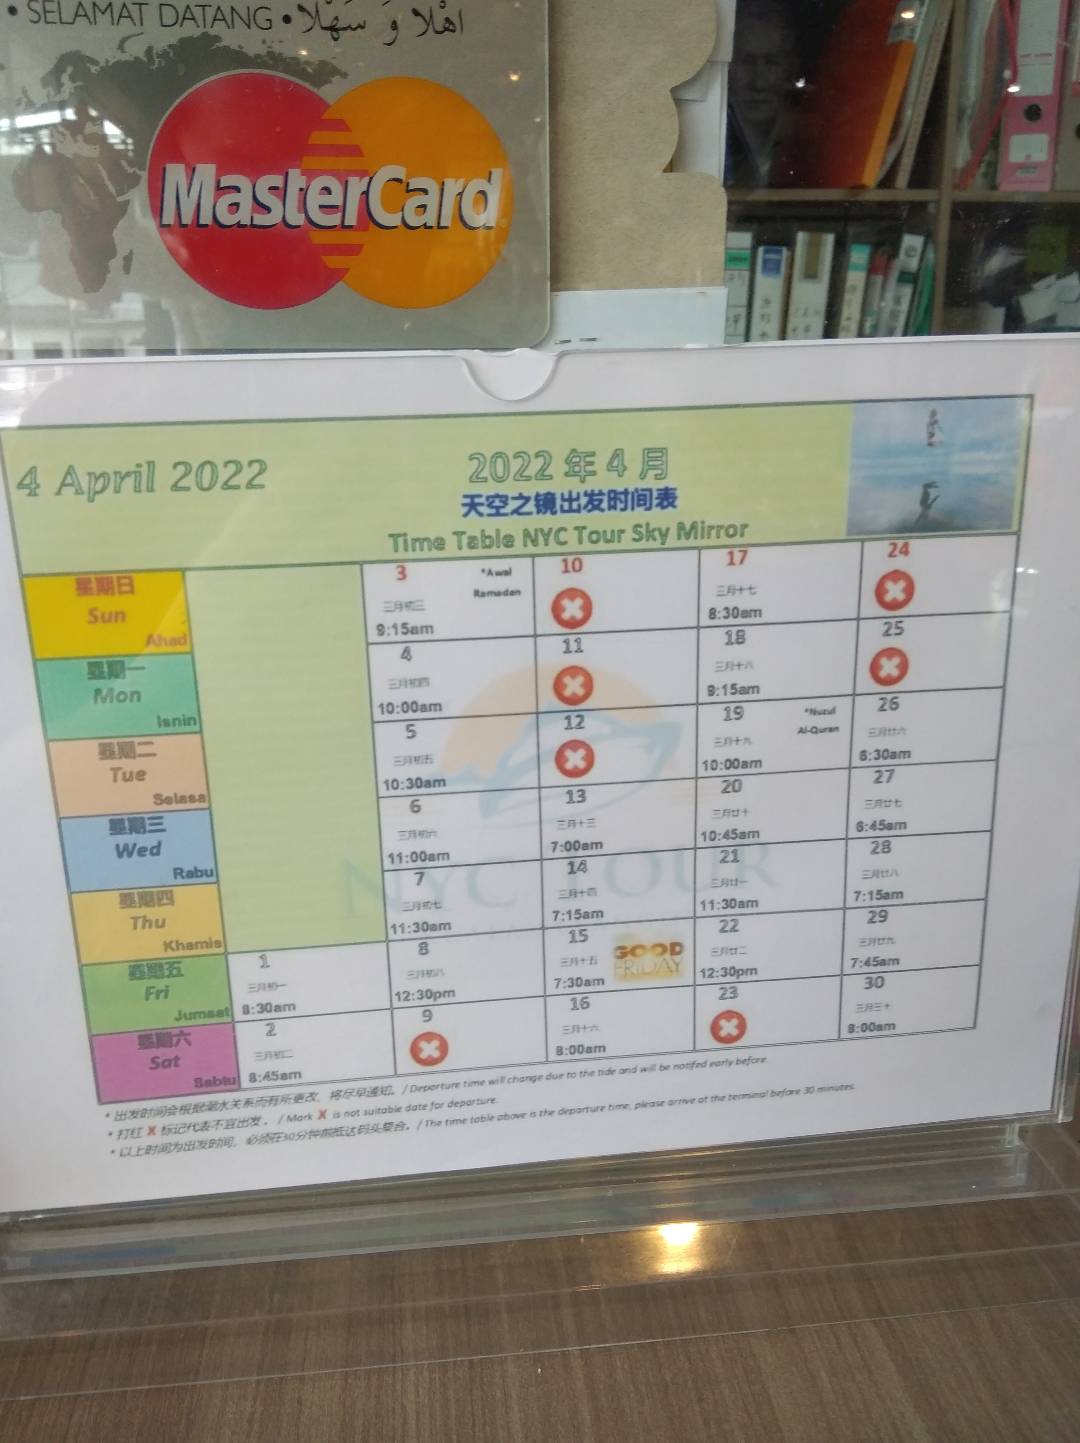 • SELAMAT DATANG • اهْلا وَ سَهْلا
MasterCard
4 April 2022
2022 年 4 月
天空之镜出发时间表
Time Table NYC Tour Sky Mirror
星期日
Sun
Ahad
3
*Awal
Ramadan
三月初三
9:15am
10
17
三月十七
8:30am
24
星期一
Mon
Isnin
4
三月初四
10:00am
11
18
三月十八
9:15am
25
星期二
Tue
Selasa
5
三月初五
10:30am
12
19
*Nuzul
Al-Quran
三月十九
10:00am
26
三月廿六
6:30am
星期三
Wed
Rabu
6
三月初六
11:00am
13
三月十三
7:00am
20
三月廿十
10:45am
27
三月廿七
6:45am
星期四
Thu
Khamis
7
三月初七
11:30am
14
三月十四
7:15am
21
三月廿一
11:30am
28
三月廿八
7:15am
星期五
Fri
Jumaat
1
三月初一
8:30am
8
三月初八
12:30pm
15
三月十五
7:30am
GOOD
FRIDAY
22
三月廿二
12:30pm
29
三月廿九
7:45am
星期六
Sat
Sabtu
2
三月初二
8:45am
9
16
三月十六
8:00am
23
30
三月三十
8:00am
NYC TOUR
* 出发时间会根据潮水关系而有所更改，将尽早通知。/ Departure time will change due to the tide and will be notifed early before.
* 打红 X 标记代表不宜出发。 / Mark X is not suitable date for departure.
* 以上时间为出发时间，必须在30分钟前抵达码头集合。/ The time table above is the departure time, please arrive at the terminal before 30 minutes.